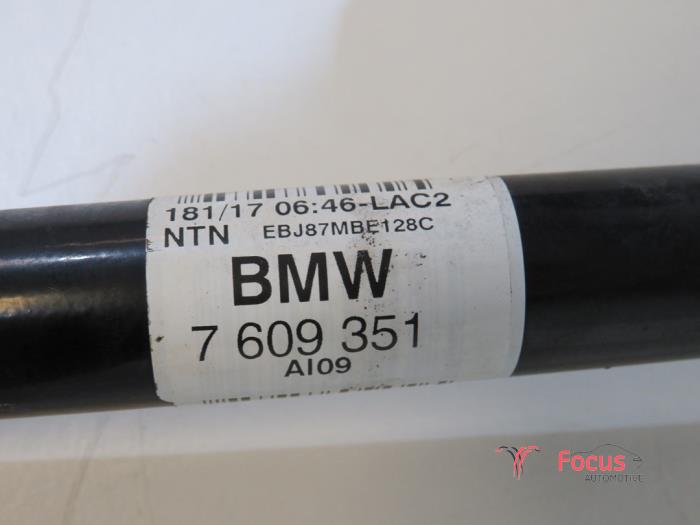 181/17 06:46-LAC2
NTN EBJ87MBE128C
BMW
7 609 351
AI09
Focus
AUTOMOTIVE